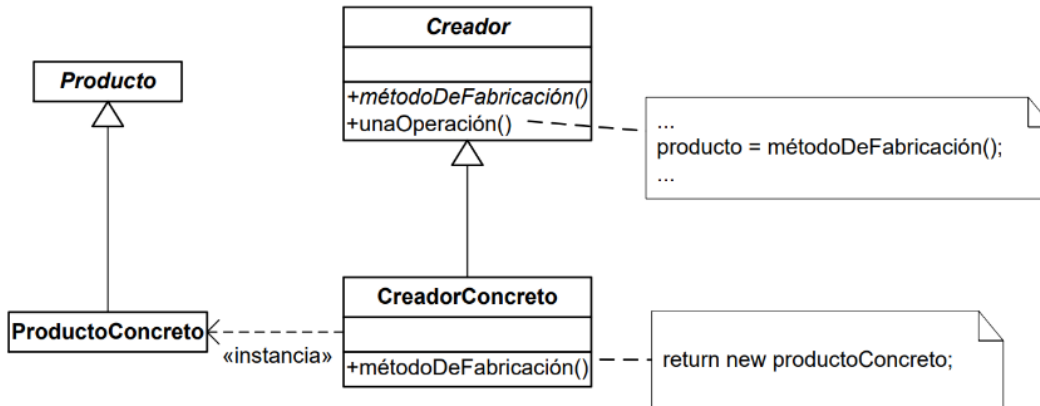 Creador
Producto
+métodoDeFabricación()
+unaOperación()
...
producto = métodoDeFabricación();
...
CreadorConcreto
ProductoConcreto
«instancia»
+métodoDeFabricación()
return new productoConcreto;